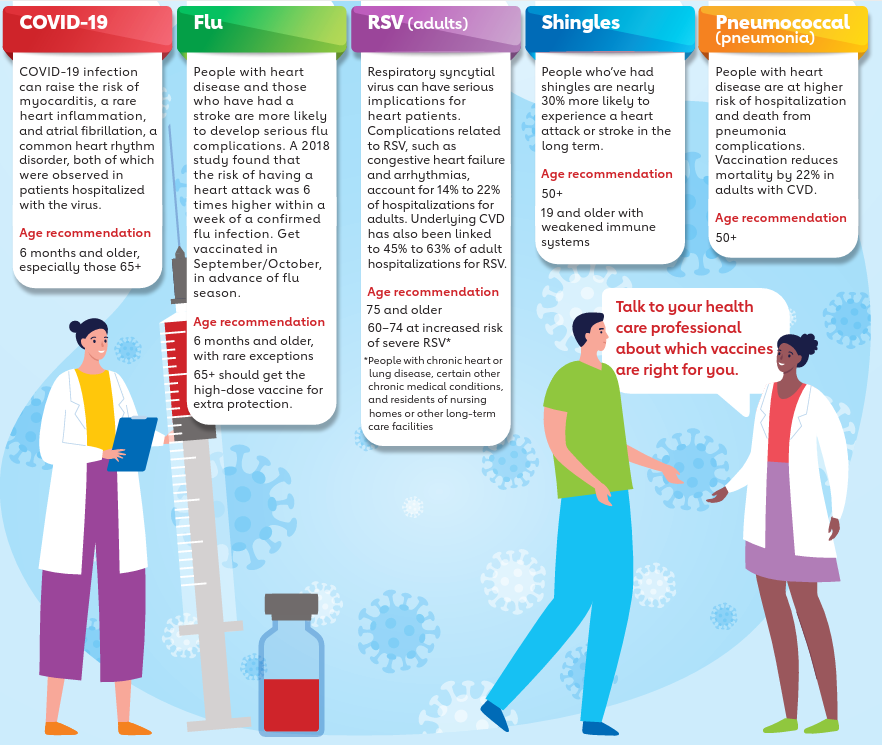 COVID-19
COVID-19 infection
can raise the risk of
myocarditis, a rare
heart inflammation,
and atrial fibrillation, a
common heart rhythm
disorder, both of which
were observed in
patients hospitalized
with the virus.
Age recommendation
6 months and older,
especially those 65+
Flu
People with heart
disease and those
who have had a
stroke are more likely
to develop serious flu
complications. A 2018
study found that
the risk of having a
heart attack was 6
times higher within a
week of a confirmed
flu infection. Get
vaccinated in
September/October,
in advance of flu
season.
Age recommendation
6 months and older,
with rare exceptions
65+ should get the
high-dose vaccine for
extra protection.
RSV (adults)
Respiratory syncytial
virus can have serious
implications for
heart patients.
Complications related
to RSV, such as
congestive heart failure
and arrhythmias,
account for 14% to 22%
of hospitalizations for
adults. Underlying CVD
has also been linked
to 45% to 63% of adult
hospitalizations for RSV.
Age recommendation
75 and older
60–74 at increased risk
of severe RSV*
*People with chronic heart or
lung disease, certain other
chronic medical conditions,
and residents of nursing
homes or other long-term
care facilities
Shingles
People who've had
shingles are nearly
30% more likely to
experience a heart
attack or stroke in the
long term.
Age recommendation
50+
19 and older with
weakened immune
systems
Pneumococcal
(pneumonia)
People with heart
disease are at higher
risk of hospitalization
and death from
pneumonia
complications.
Vaccination reduces
mortality by 22% in
adults with CVD.
Age recommendation
50+
Talk to your health
care professional
about which vaccines
are right for you.